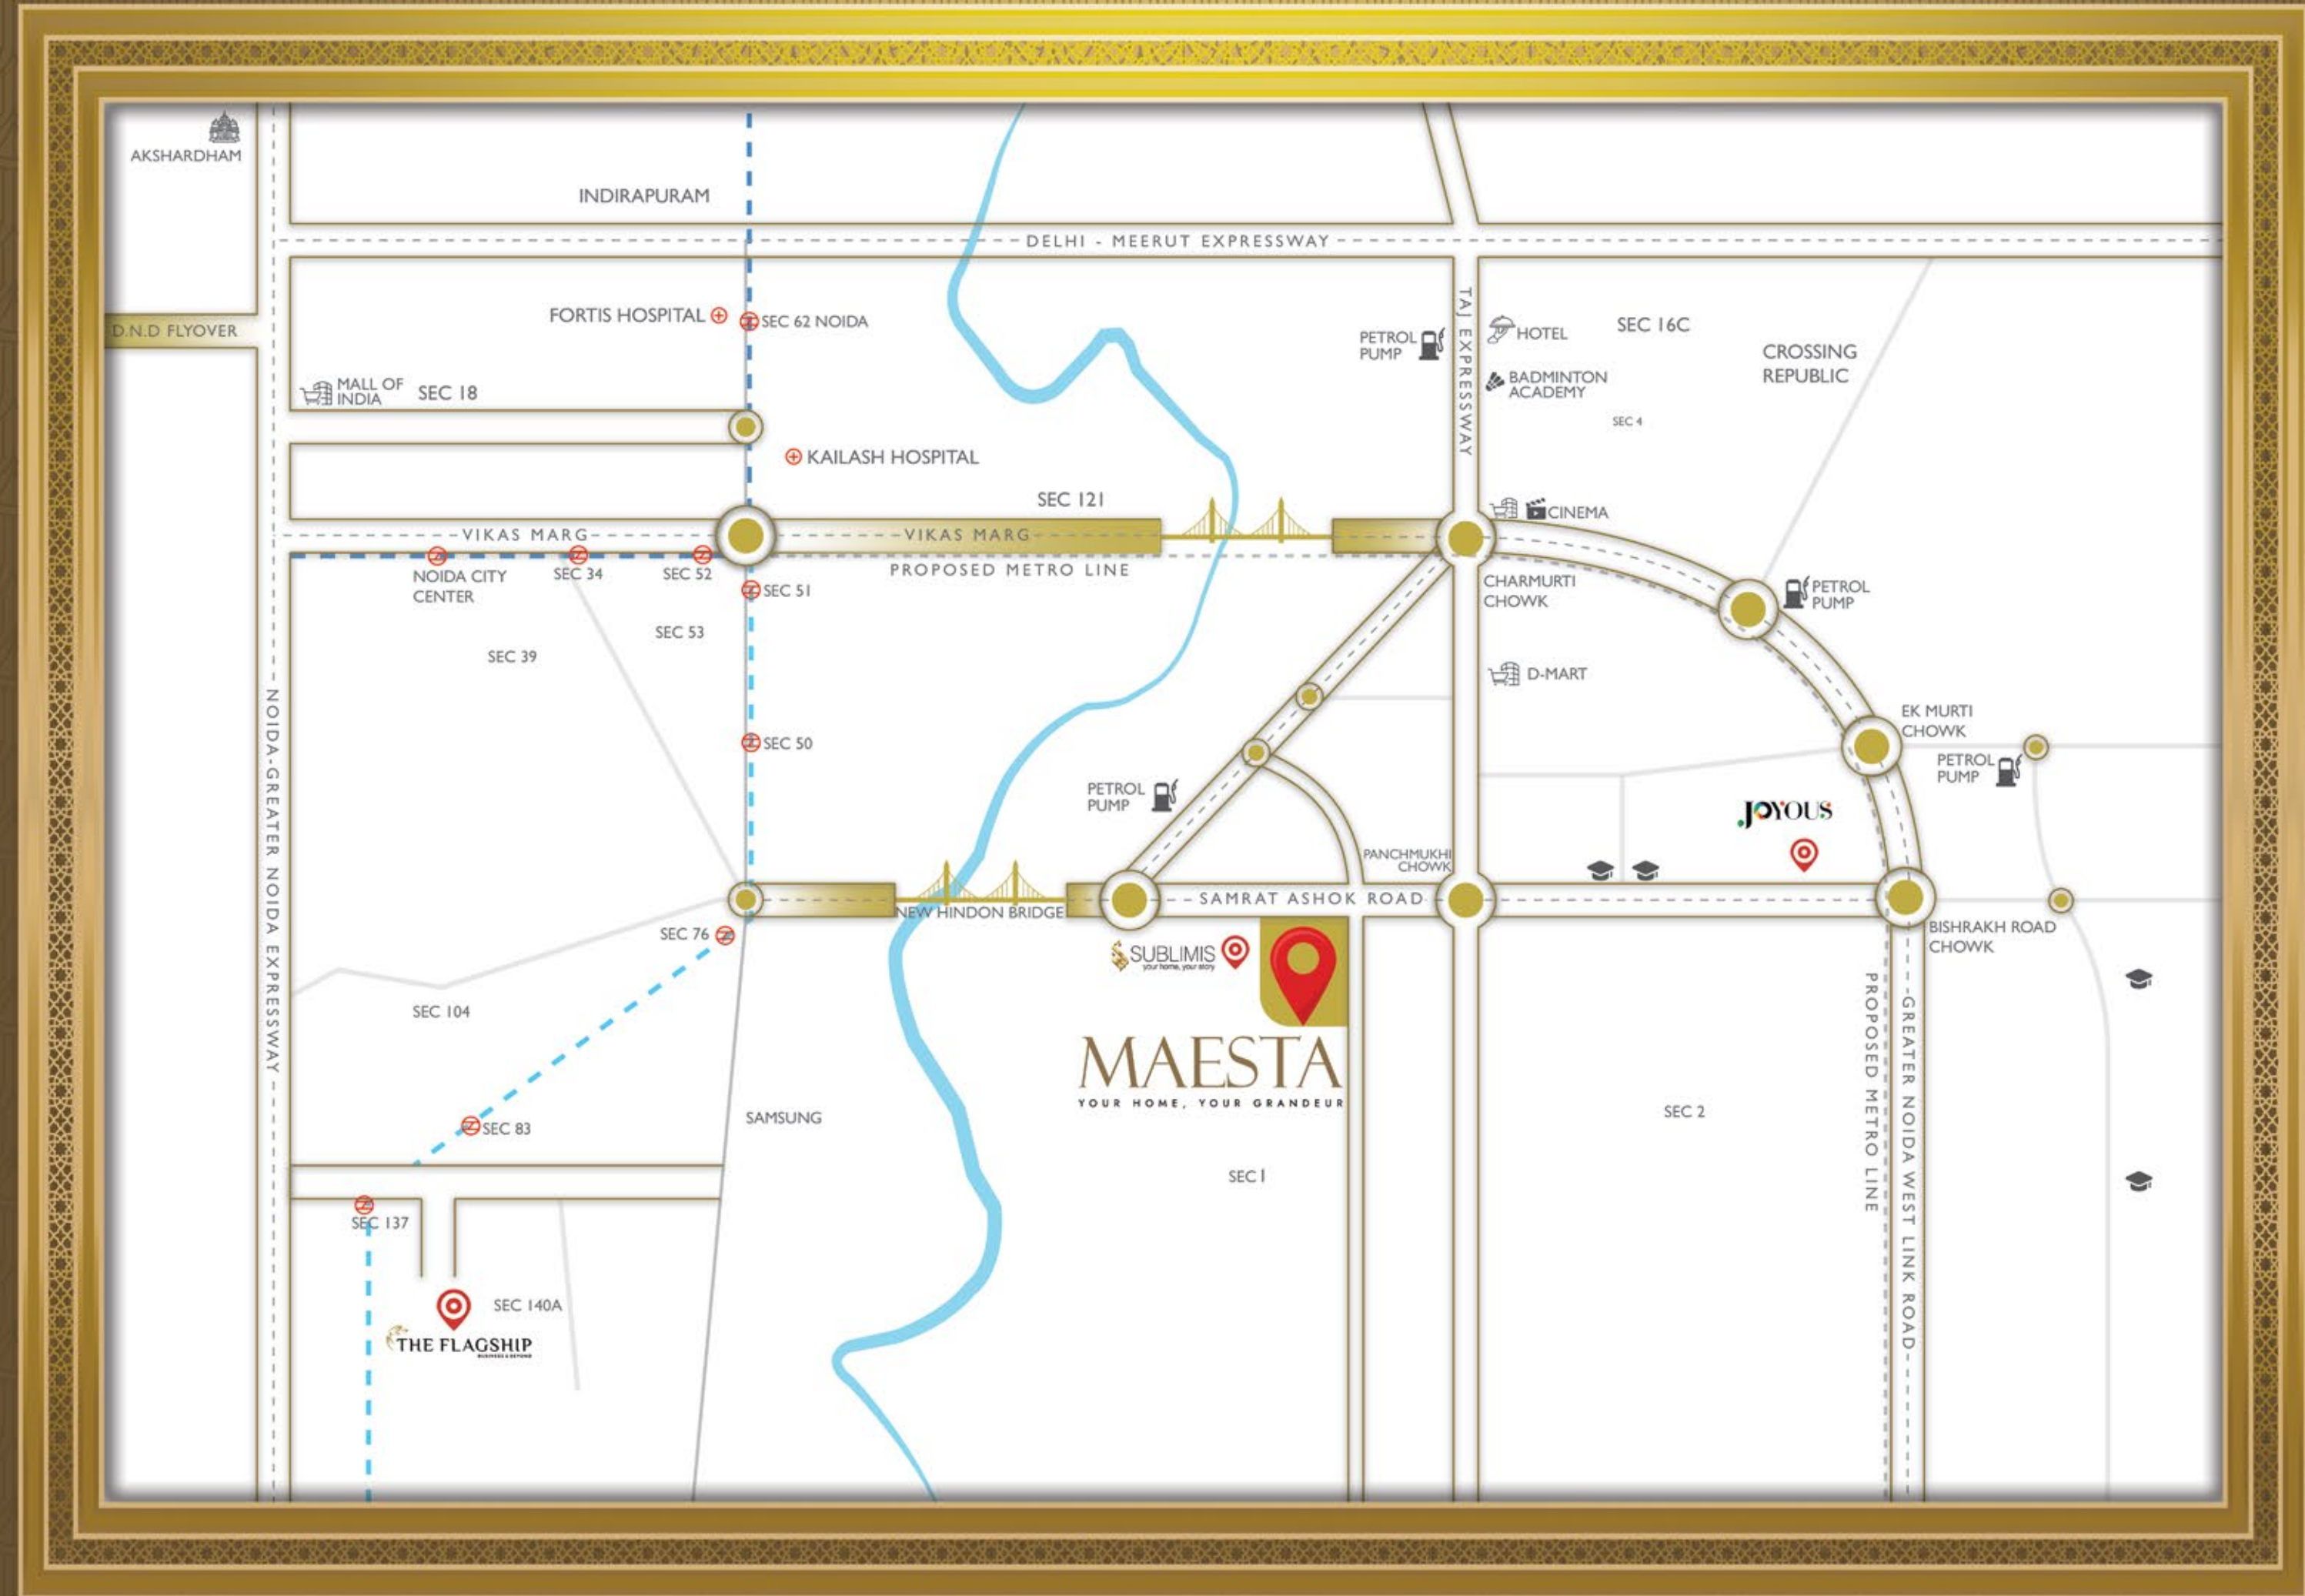 AKSHARDHAM
INDIRAPURAM
DELHI - MEERUT EXPRESSWAY
D.N.D FLYOVER
FORTIS HOSPITAL
SEC 62 NOIDA
PETROL
PUMP
TAJ EXPRESSWAY
HOTEL
SEC 16C
CROSSING
REPUBLIC
MALL OF
INDIA
SEC 18
BADMINTON
ACADEMY
SEC 4
KAILASH HOSPITAL
SEC 121
CINEMA
VIKAS MARG
VIKAS MARG
PROPOSED METRO LINE
NOIDA CITY
CENTER
SEC 34
SEC 52
SEC 51
CHARMURTI
CHOWK
PETROL
PUMP
SEC 53
SEC 39
D-MART
NOIDA-GREATER NOIDA EXPRESSWAY
SEC 50
EK MURTI
CHOWK
PETROL
PUMP
PETROL
PUMP
JOYOUS
PANCHMUKHI
CHOWK
SAMRAT ASHOK ROAD
NEW HINDON BRIDGE
SEC 76
BISHRAKH ROAD
CHOWK
SUBLIMIS
your home, your story
MAESTA
YOUR HOME, YOUR GRANDEUR
SEC 104
PROPOSED METRO LINE
GREATER NOIDA WEST LINK ROAD
SEC 83
SAMSUNG
SEC 2
SEC 1
SEC 137
SEC 140A
THE FLAGSHIP
BUSINESS & BEYOND